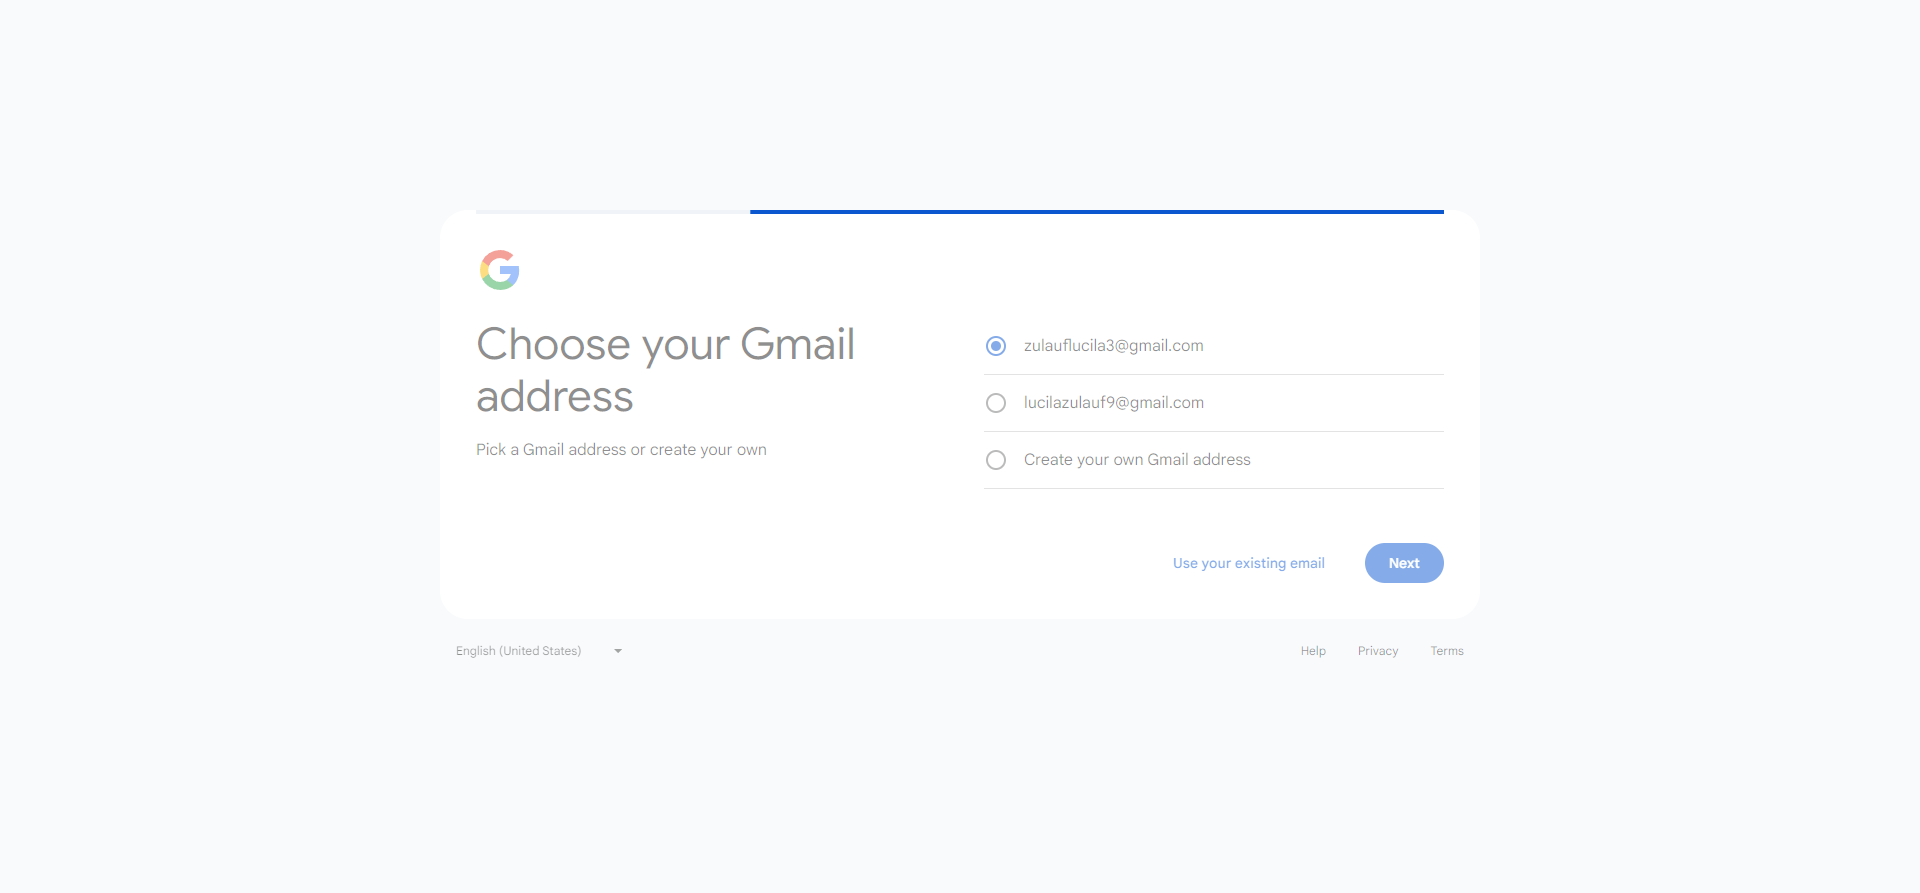 Choose your Gmail
address
Pick a Gmail address or create your own
zulauflucila3@gmail.com
lucilazulauf9@gmail.com
Create your own Gmail address
Use your existing email
Next
English (United States)
Help
Privacy
Terms